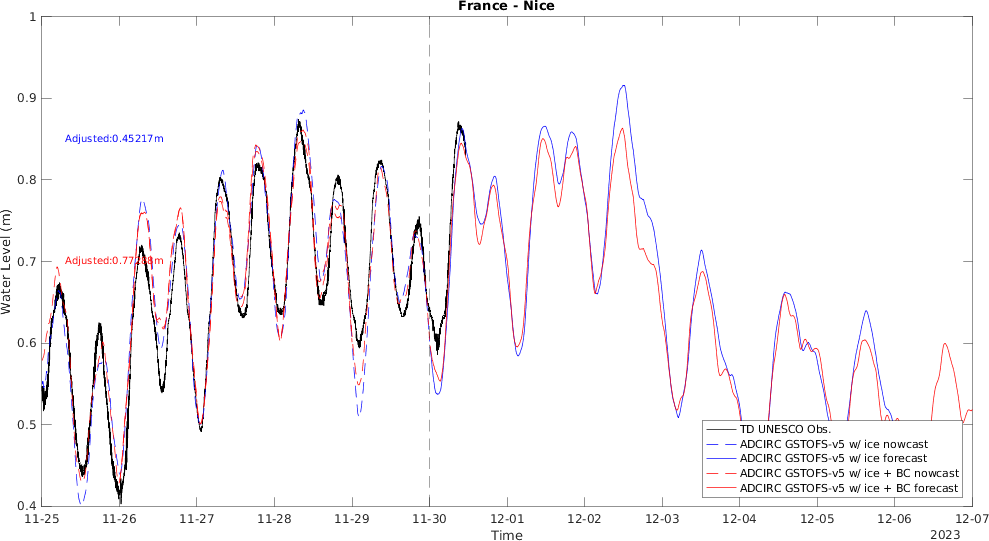 France - Nice
Water Level (m)
1
0.9
0.8
0.7
0.6
0.5
0.4
Adjusted:0.45217m
TD UNESCO Obs.
ADCIRC GSTOFS-v5 w/ ice nowcast
ADCIRC GSTOFS-v5 w/ ice forecast
ADCIRC GSTOFS-v5 w/ ice + BC nowcast
ADCIRC GSTOFS-v5 w/ ice + BC forecast
11-25 11-26 11-27 11-28 11-29 11-30 12-01 12-02 12-03 12-04 12-05 12-06 12-07
Time
2023